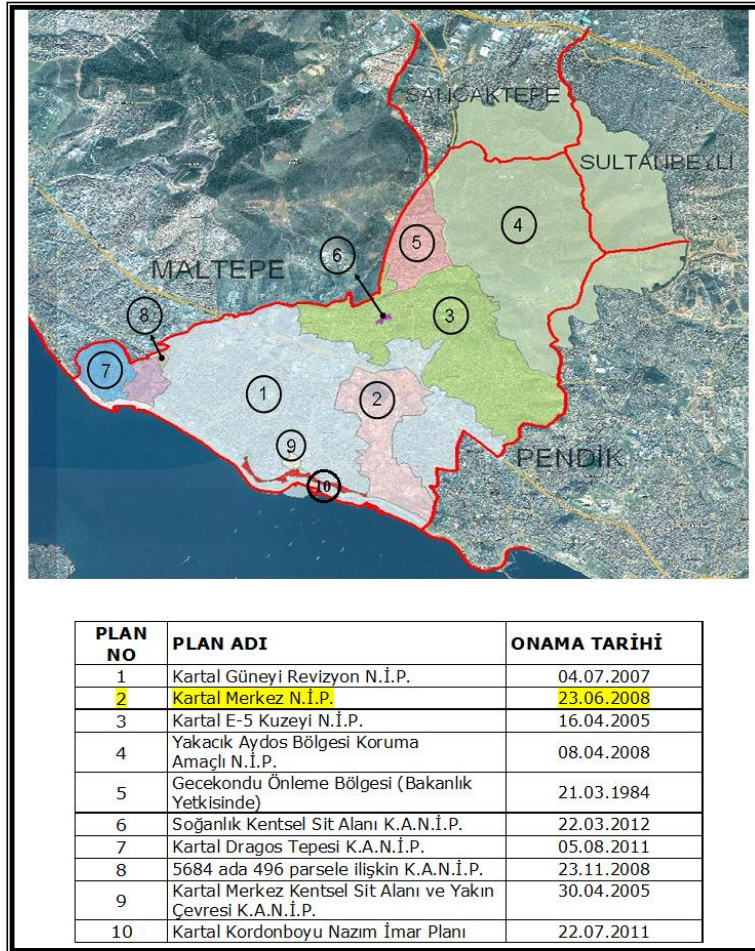 SANCAKTEPE
SULTANBEYLİ
4
5
6
MALTEPE
3
8
7
1
2
9
PENDİK
10
PLAN NO PLAN ADI ONAMA TARİHİ
1 Kartal Güneyi Revizyon N.İ.P. 04.07.2007
2 Kartal Merkez N.İ.P. 23.06.2008
3 Kartal E-5 Kuzeyi N.İ.P. 16.04.2005
4 Yakacık Aydos Bölgesi Koruma
Amaçlı N.İ.P. 08.04.2008
5 Gecekondu Önleme Bölgesi (Bakanlık
Yetkisinde) 21.03.1984
6 Soğanlık Kentsel Sit Alanı K.A.N.İ.P. 22.03.2012
7 Kartal Dragos Tepesi K.A.N.İ.P. 05.08.2011
8 5684 ada 496 parsele ilişkin K.A.N.İ.P. 23.11.2008
9 Kartal Merkez Kentsel Sit Alanı ve Yakın
Çevresi K.A.N.İ.P. 30.04.2005
10 Kartal Kordonboyu Nazım İmar Planı 22.07.2011